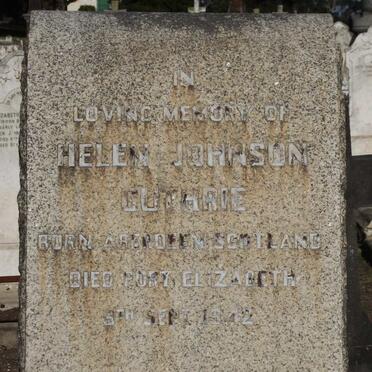 IN
LOVING MEMORY OF
HELEN JOHNSON
GUTHRIE
BORN ABERDEEN SCOTLAND
DIED PORT ELIZABETH
SEPT 1942